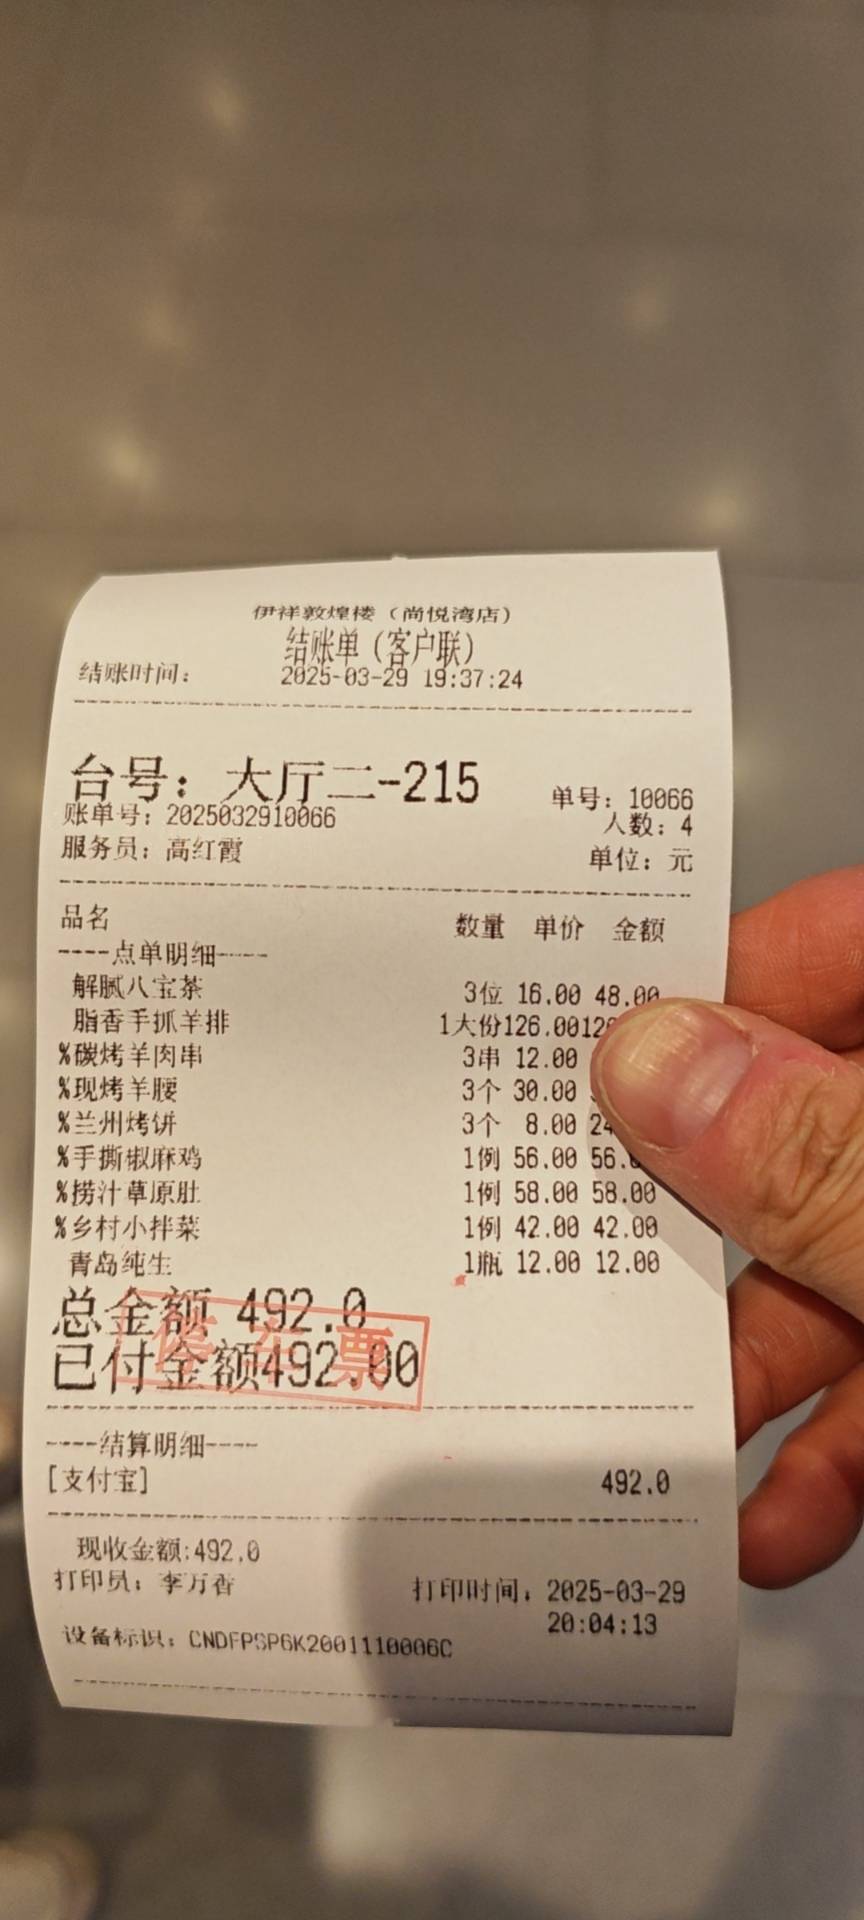 伊祥敦煌楼（尚悦湾店）
结账单（客户联）
结账时间： 2025-03-29 19:37:24
台号：大厅二-215
单号：10066
账单号：2025032910066
人数：4
服务员：高红霞
单位：元
品名 数量 单价 金额
----点单明细----
解腻八宝茶 3位 16.00 48.00
脂香手抓羊排 1大份126.00
%碳烤羊肉串 3串 12.00
%现烤羊腰 3个 30.00
%兰州烤饼 3个 8.00 24
%手撕椒麻鸡 1例 56.00 56.0
%捞汁草原肚 1例 58.00 58.00
%乡村小拌菜 1例 42.00 42.00
青岛纯生 1瓶 12.00 12.00
总金额 492.0
已付金额492.00
----结算明细----
[支付宝] 492.0
现收金额:492.0
打印员：李万香
打印时间：2025-03-29
20:04:13
设备标识：CNDFPSP6K2001110006C